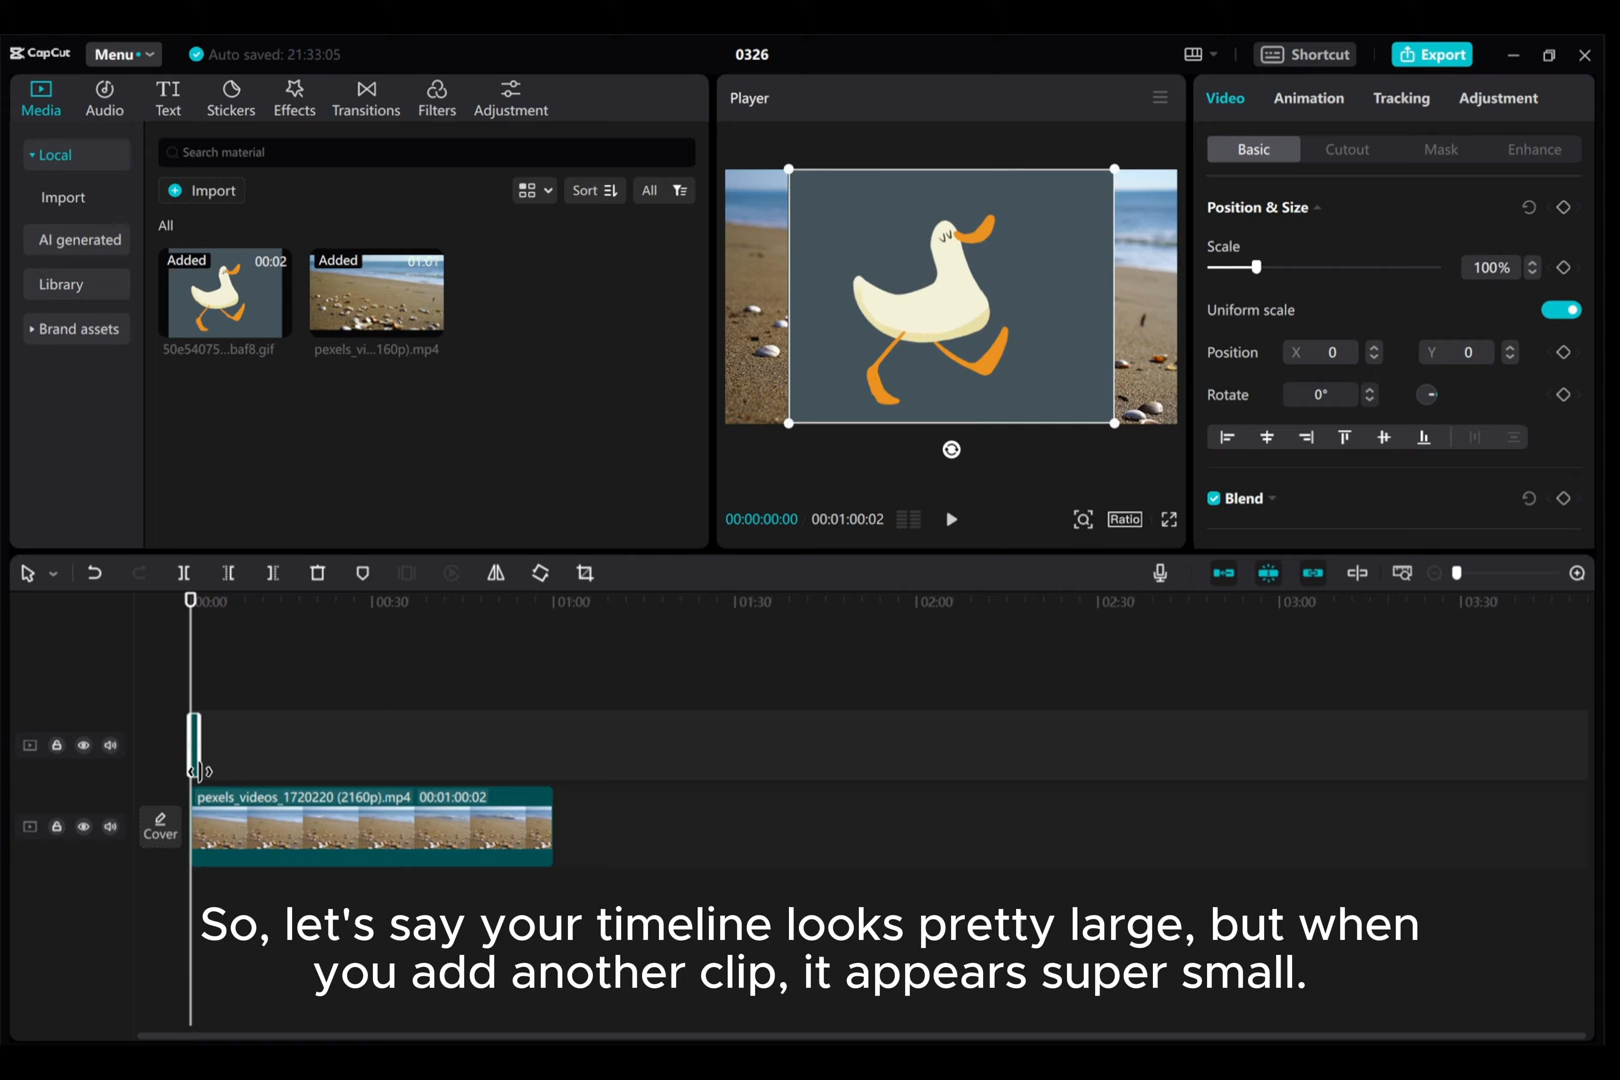 CapCut
Menu
Auto saved: 21:33:05
0326
Shortcut
Export
Media
Audio
Text
Stickers
Effects
Transitions
Filters
Adjustment
Local
Import
AI generated
Library
Brand assets
Search material
Import
Sort
All
All
Added
00:02
50e54075...baf8.gif
Added
01:01
pexels_vi...160p).mp4
Player
00:00:00:00 / 00:01:00:02
Ratio
Video
Animation
Tracking
Adjustment
Basic
Cutout
Mask
Enhance
Position & Size
Scale
100%
Uniform scale
Position
X 0
Y 0
Rotate
0°
Blend
00:00
00:30
01:00
01:30
02:00
02:30
03:00
03:30
Cover
pexels_videos_1720220 (2160p).mp4 00:01:00:02
So, let's say your timeline looks pretty large, but when
you add another clip, it appears super small.